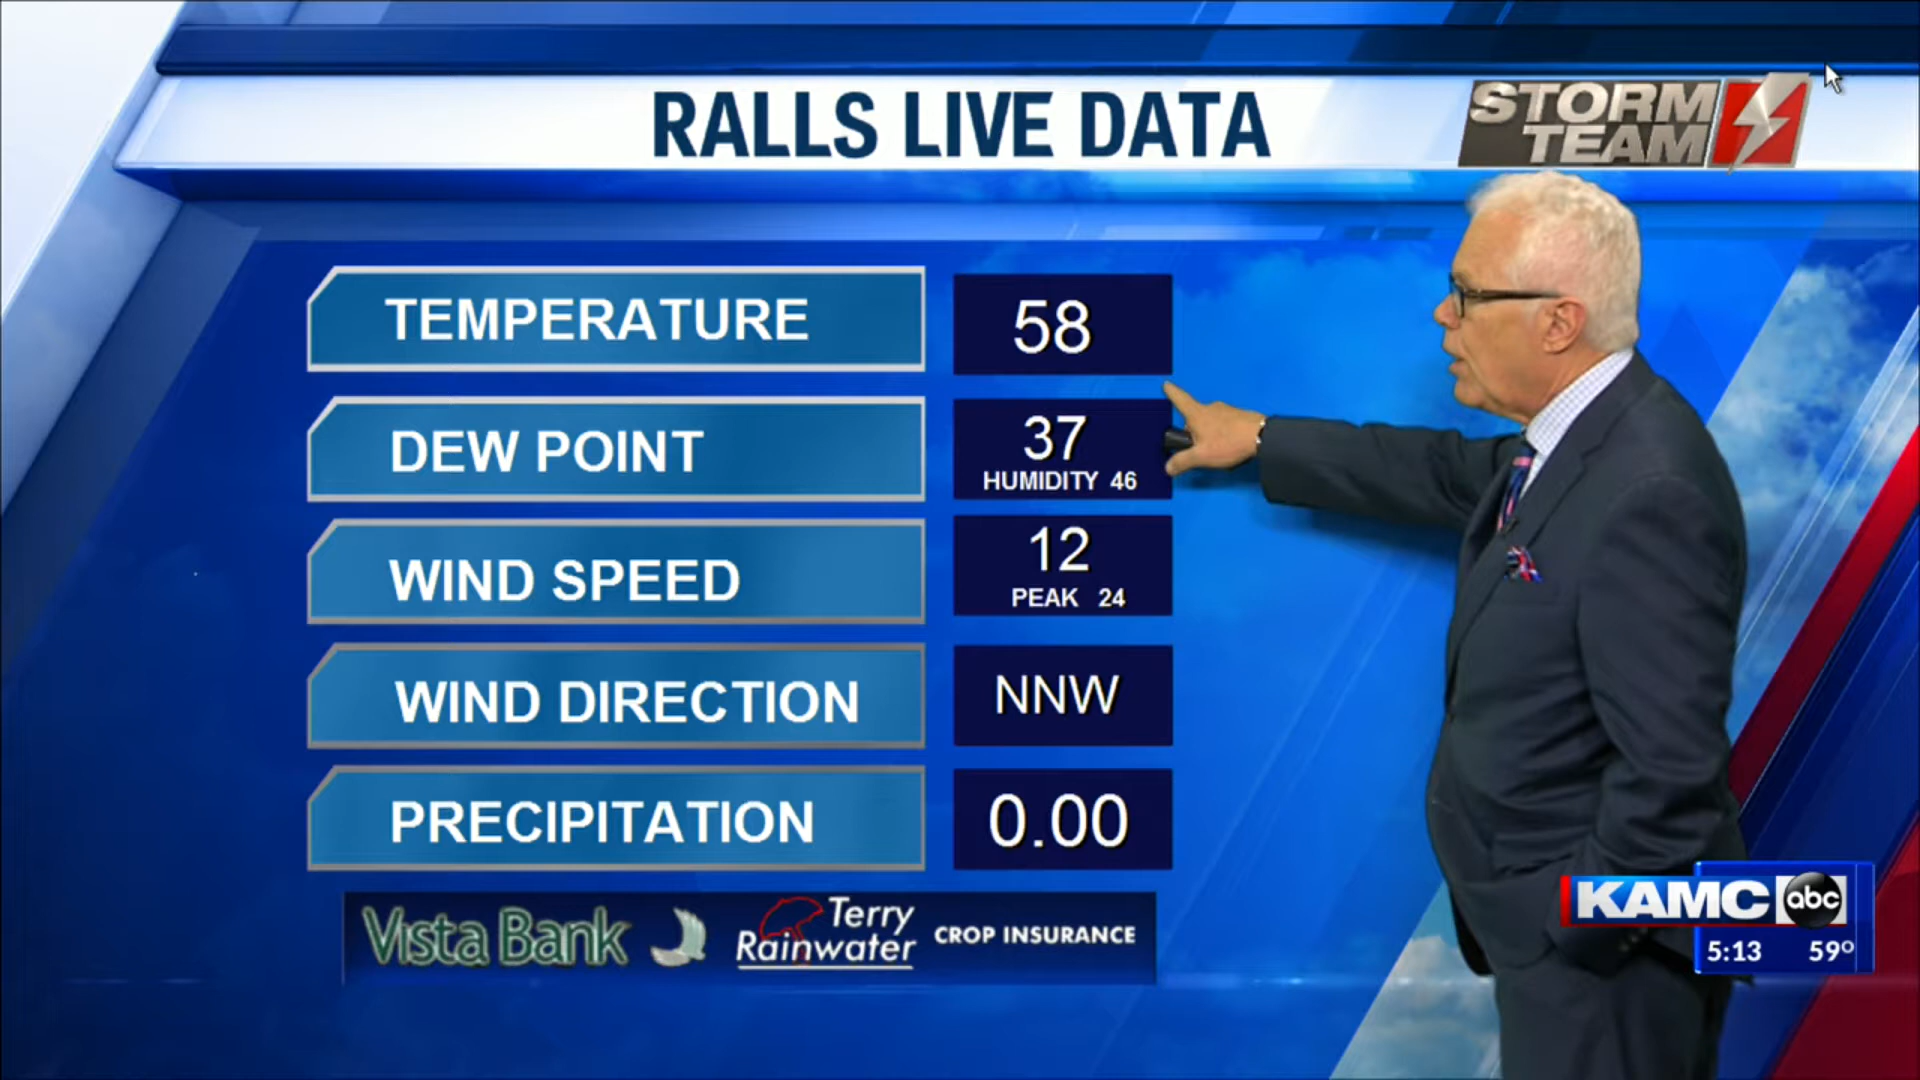 RALLS LIVE DATA
STORM
TEAM
TEMPERATURE
58
DEW POINT
37
HUMIDITY 46
WIND SPEED
12
PEAK 24
WIND DIRECTION
NNW
PRECIPITATION
0.00
Vista Bank
Terry
Rainwater
CROP INSURANCE
KAMC abc
5:13 59°